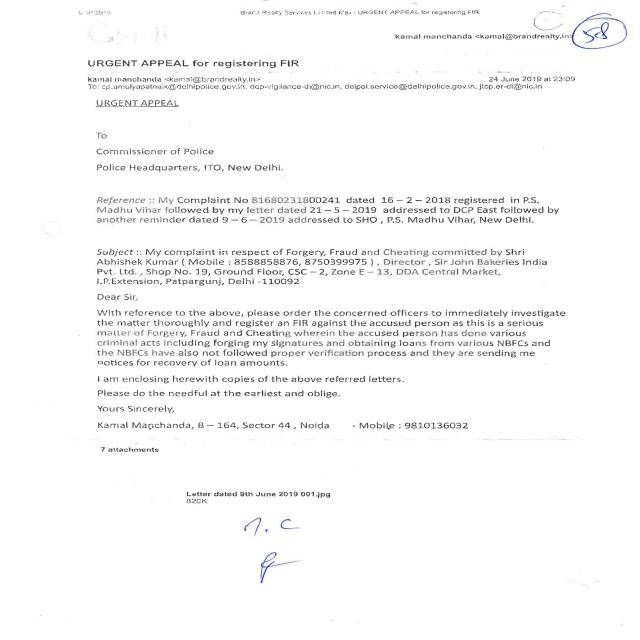 Brand Realty Services Limited Mail - URGENT APPEAL for registering FIR
58
kamal manchanda <kamal@brandrealty.in>
URGENT APPEAL for registering FIR
kamal manchanda <kamal@brandrealty.in> 24 June 2019 at 23:09
To: cp.amulyapatnaik@delhipolice.gov.in, dcp-vigilance-dl@nic.in, delpol.service@delhipolice.gov.in, jtcp.er-dl@nic.in
URGENT APPEAL
To
Commissioner of Police
Police Headquarters, ITO, New Delhi.
Reference :: My Complaint No 81680231800241 dated 16 – 2 – 2018 registered in P.S.
Madhu Vihar followed by my letter dated 21 – 5 – 2019 addressed to DCP East followed by
another reminder dated 9 – 6 – 2019 addressed to SHO , P.S. Madhu Vihar, New Delhi.
Subject :: My complaint in respect of Forgery, Fraud and Cheating committed by Shri
Abhishek Kumar ( Mobile : 8588858876, 8750399975 ) , Director , Sir John Bakeries India
Pvt. Ltd. , Shop No. 19, Ground Floor, CSC – 2, Zone E – 13, DDA Central Market,
I.P.Extension, Patpargunj, Delhi -110092
Dear Sir,
With reference to the above, please order the concerned officers to immediately investigate
the matter thoroughly and register an FIR against the accused person as this is a serious
matter of Forgery, Fraud and Cheating wherein the accused person has done various
criminal acts including forging my signatures and obtaining loans from various NBFCs and
the NBFCs have also not followed proper verification process and they are sending me
notices for recovery of loan amounts.
I am enclosing herewith copies of the above referred letters.
Please do the needful at the earliest and oblige.
Yours Sincerely,
Kamal Manchanda, B – 164, Sector 44 , Noida - Mobile : 9810136032
7 attachments
Letter dated 9th June 2019 001.jpg
820K
T.C